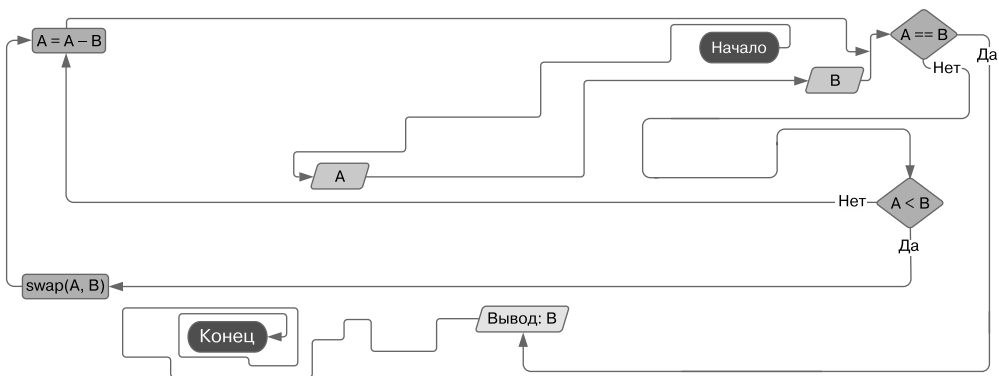 A = A – B
Начало
A == B
Да
Нет
B
A
Нет
A < B
Да
swap(A, B)
Вывод: B
Конец